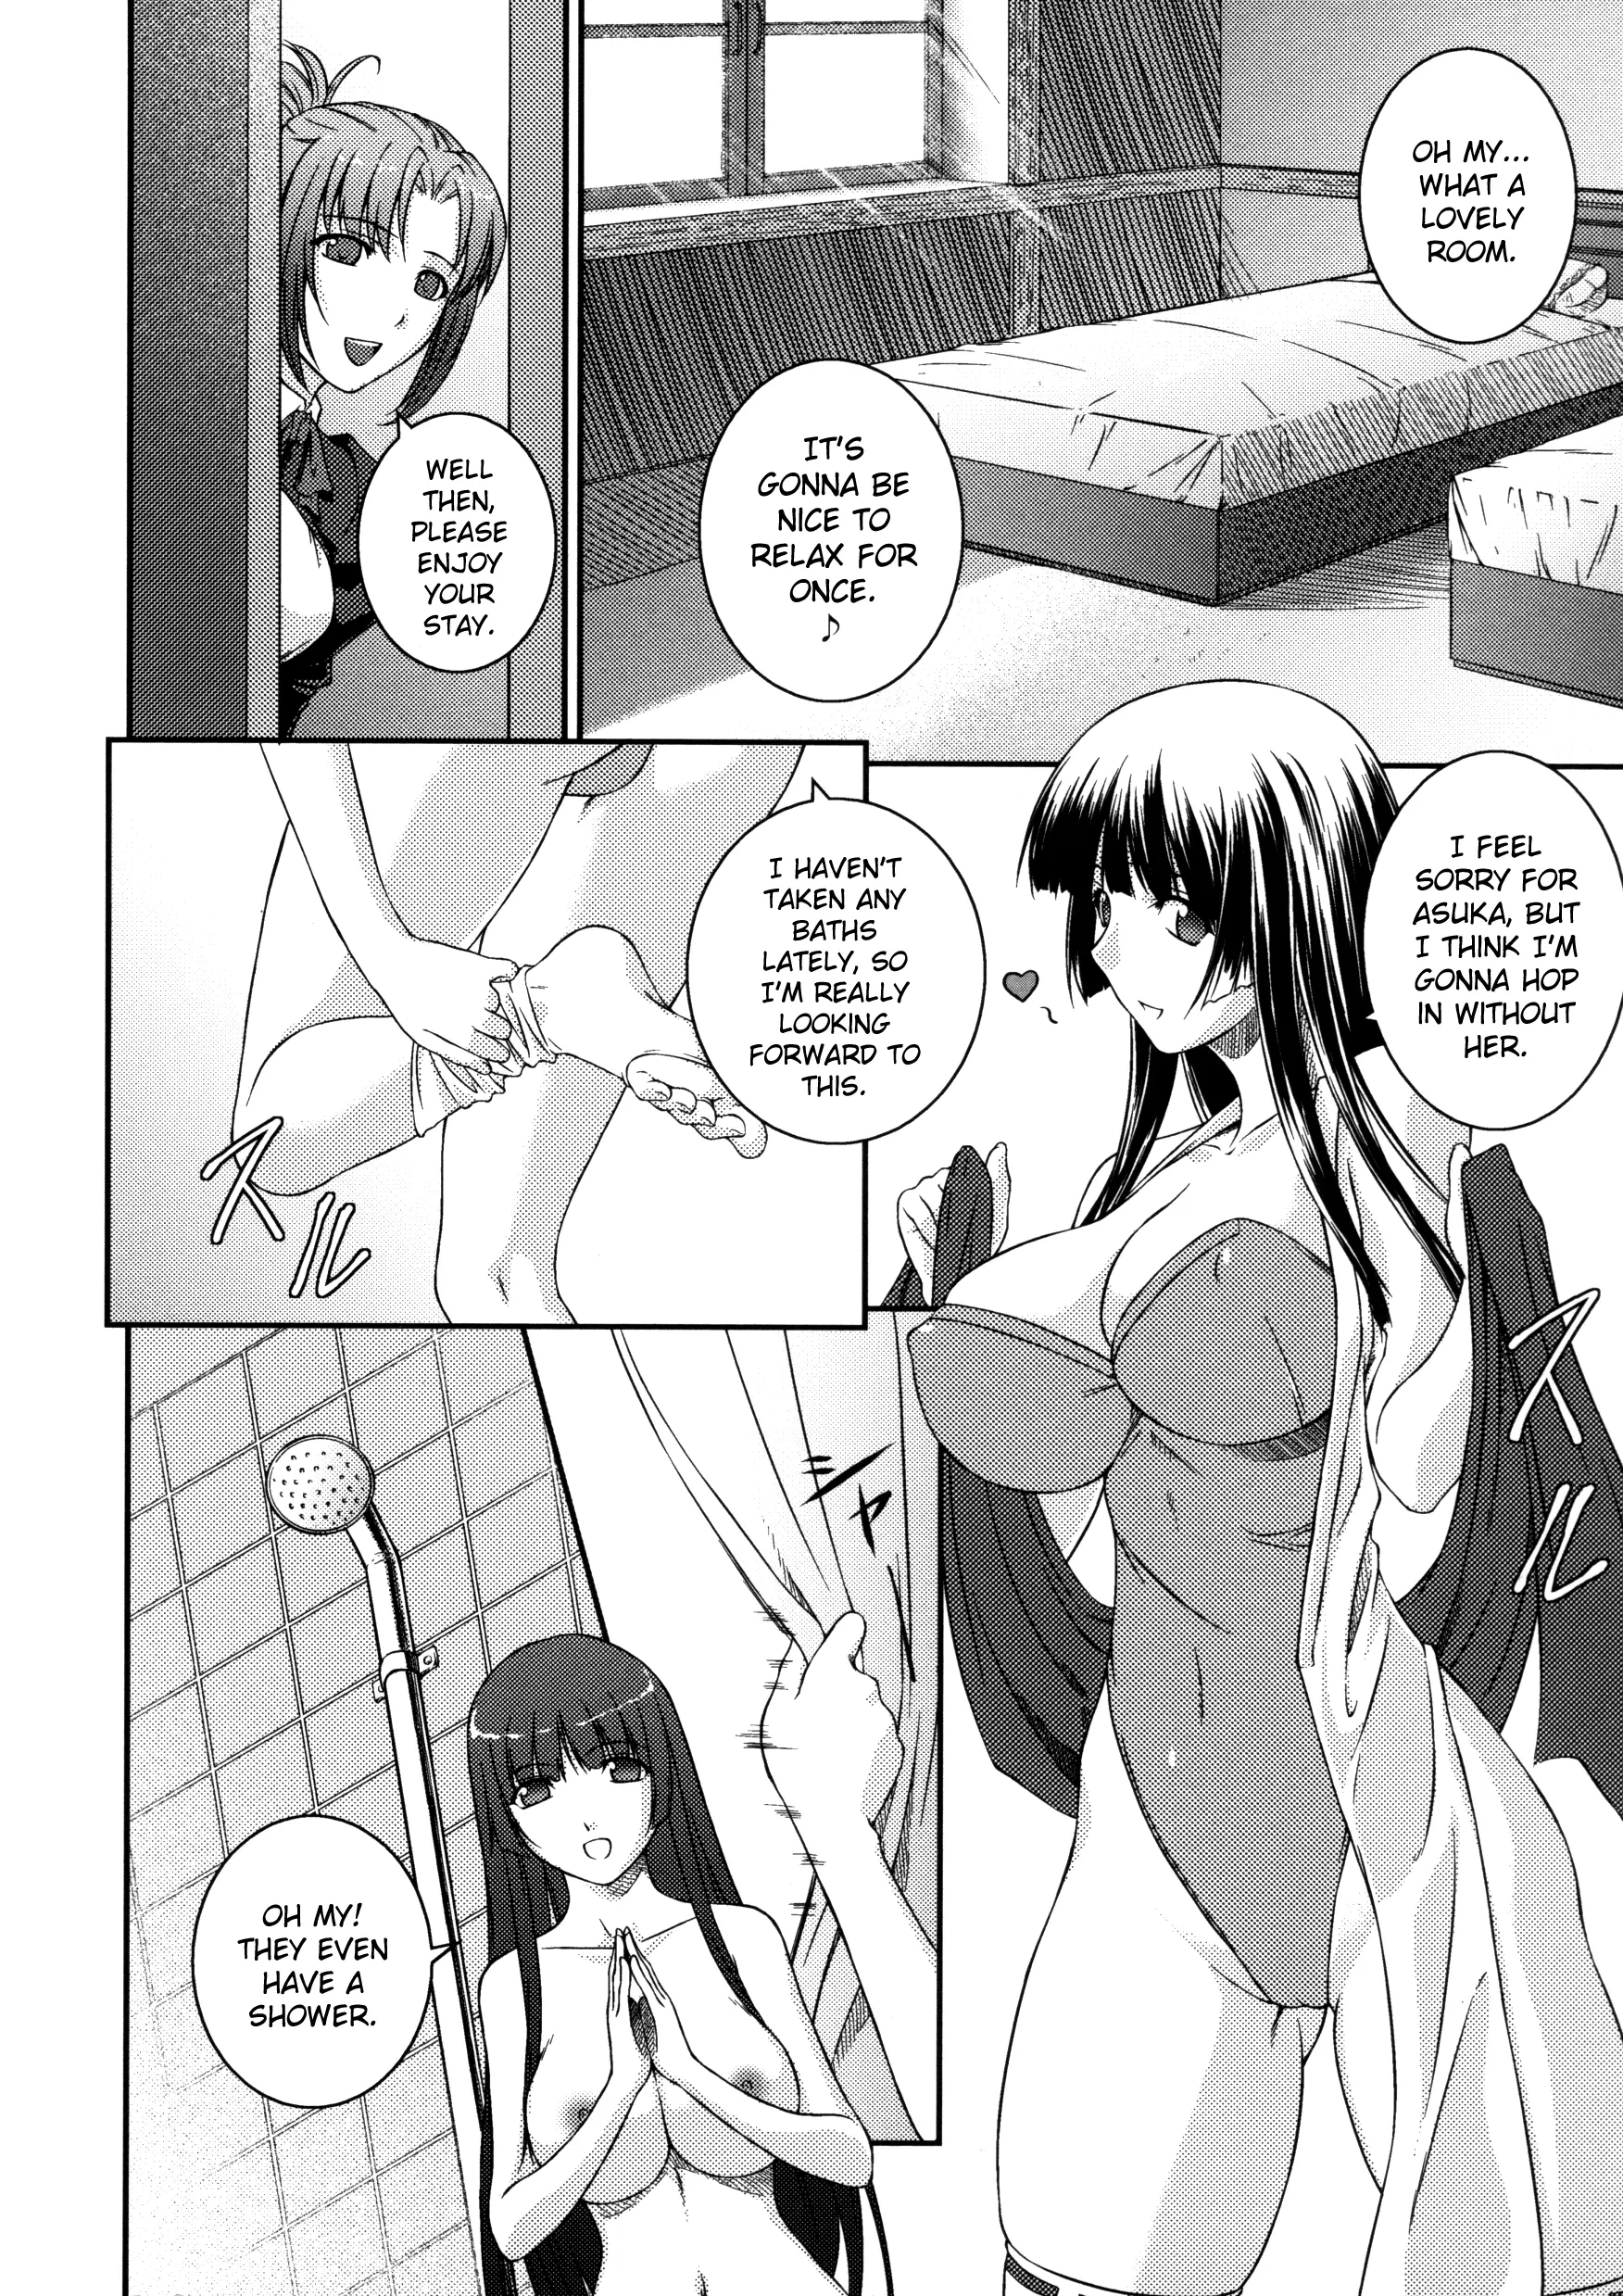 OH MY...
WHAT A
LOVELY
ROOM.
IT'S
GONNA BE
NICE TO
RELAX FOR
ONCE.
♪
WELL
THEN,
PLEASE
ENJOY
YOUR
STAY.
I FEEL
SORRY FOR
ASUKA, BUT
I THINK I'M
GONNA HOP
IN WITHOUT
HER.
スル
I HAVEN'T
TAKEN ANY
BATHS
LATELY, SO
I'M REALLY
LOOKING
FORWARD TO
THIS.
スル
シャ
OH MY!
THEY EVEN
HAVE A
SHOWER.